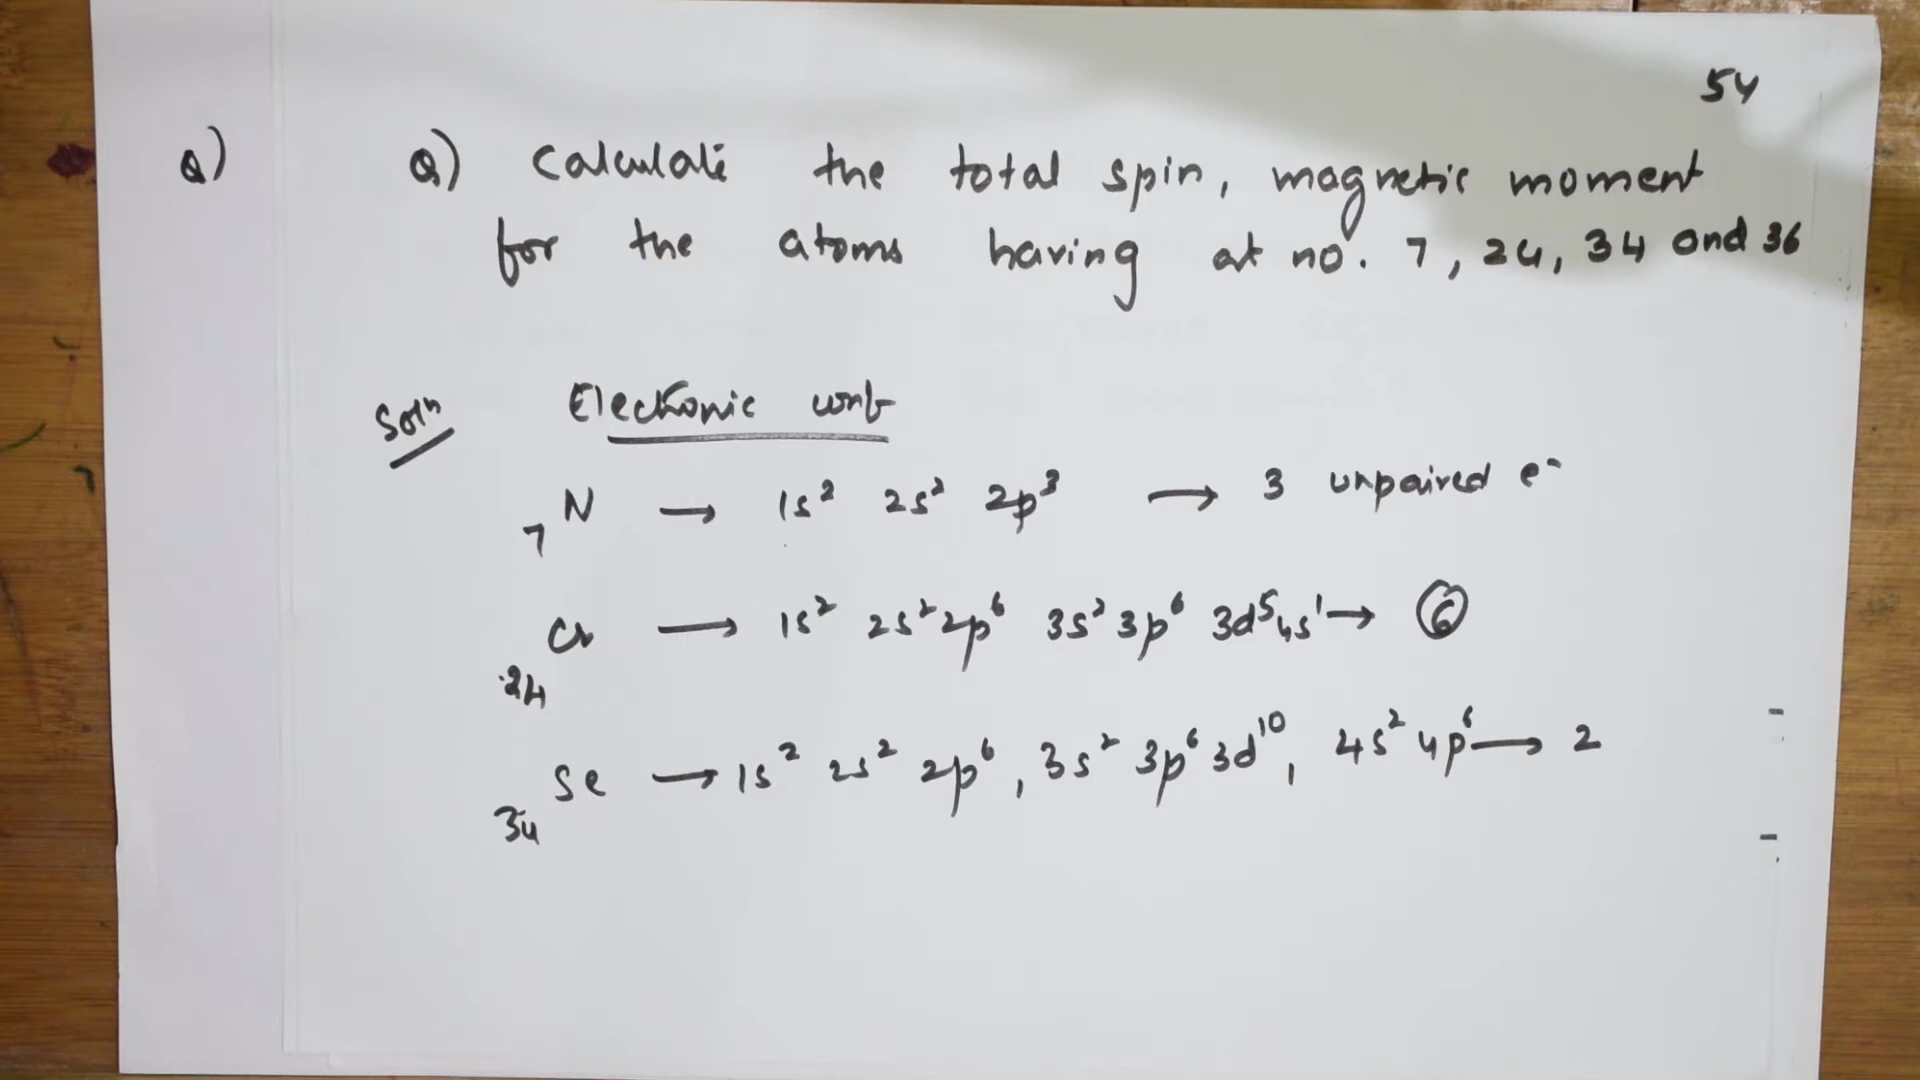 54
Q) Q) Calculate the total spin, magnetic moment
for the atoms having at no. 7, 24, 34 and 36
Soln Electronic conf
7N → 1s² 2s² 2p³ → 3 unpaired e⁻
24Cr → 1s² 2s² 2p⁶ 3s² 3p⁶ 3d⁵ 4s¹ → 6
34Se → 1s² 2s² 2p⁶, 3s² 3p⁶ 3d¹⁰, 4s² 4p⁶ → 2